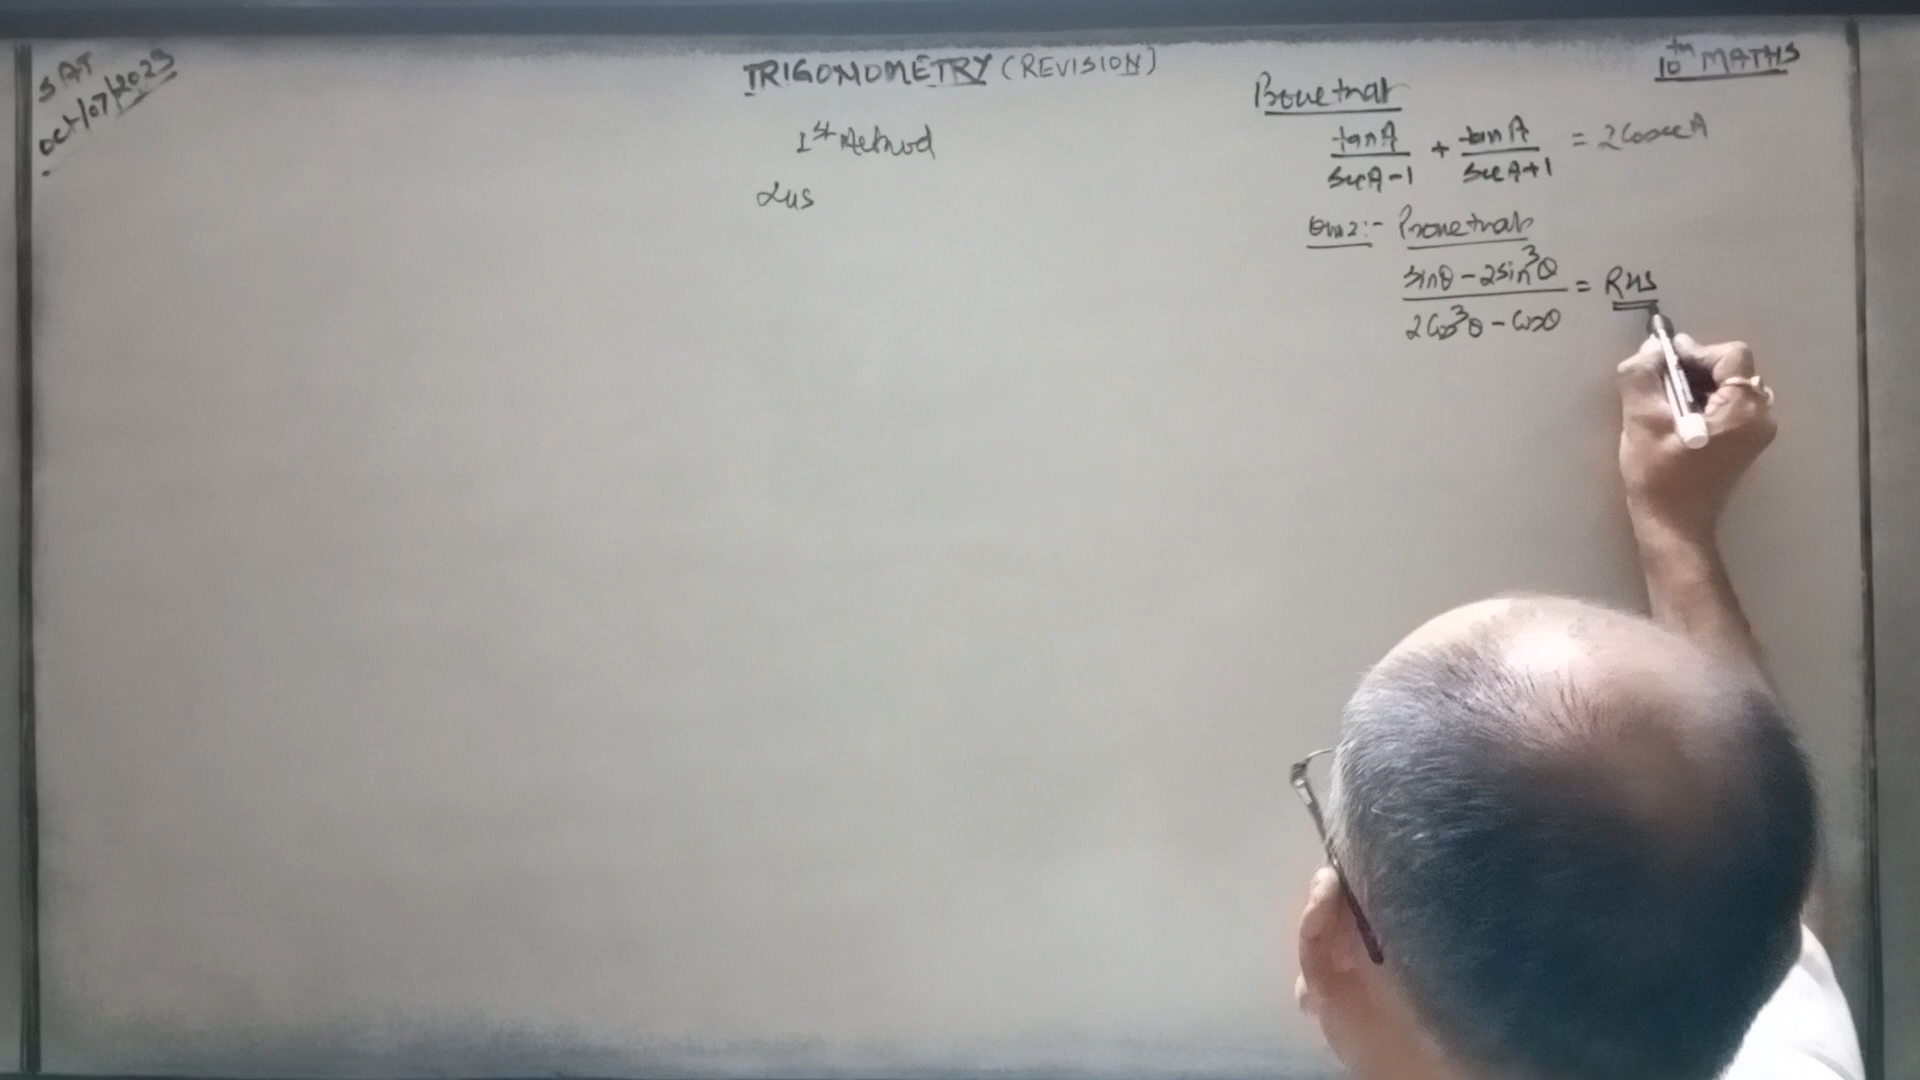 SAT
Oct/07/2023
TRIGONOMETRY (REVISION)
10th MATHS
1st Method
LHS
Prove that
tanA/secA-1 + tanA/secA+1 = 2CosecA
Qus2:- Prove that
sinθ-2sin³θ/2Cos³θ-Cosθ = RHS